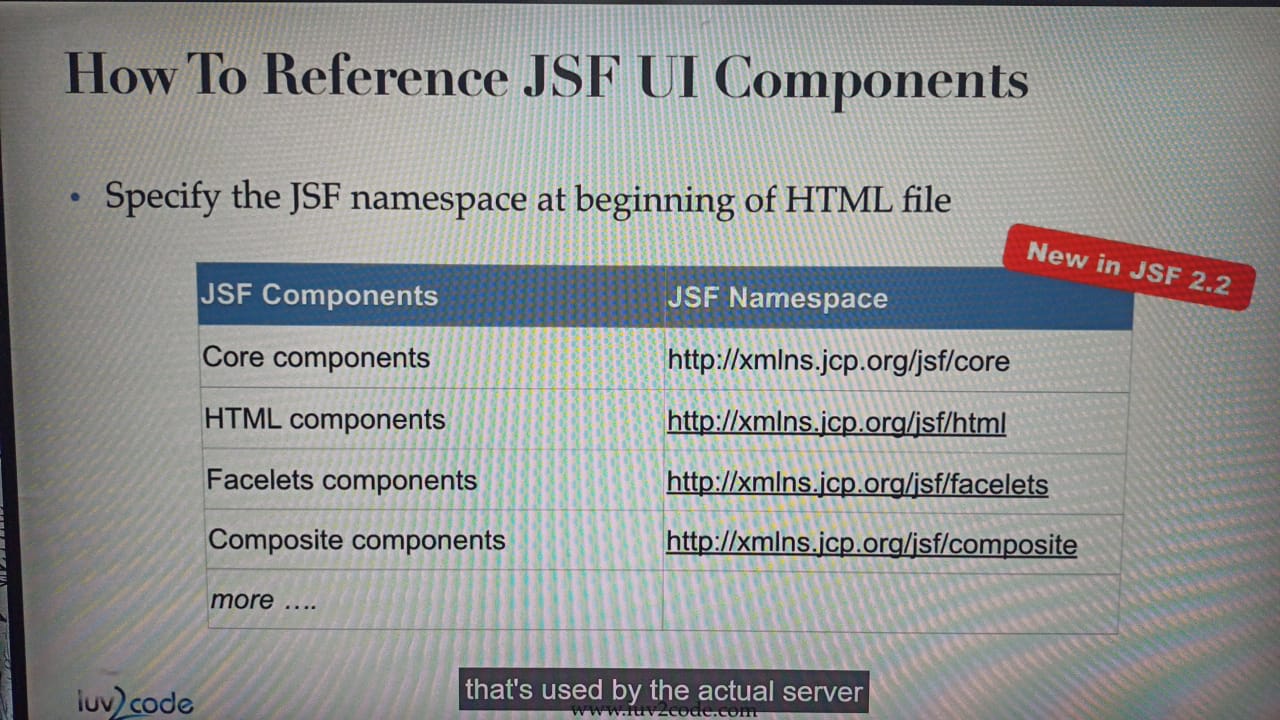 How To Reference JSF UI Components
• Specify the JSF namespace at beginning of HTML file
New in JSF 2.2
JSF Components JSF Namespace
Core components http://xmlns.jcp.org/jsf/core
HTML components http://xmlns.jcp.org/jsf/html
Facelets components http://xmlns.jcp.org/jsf/facelets
Composite components http://xmlns.jcp.org/jsf/composite
more ....
luv2code
that's used by the actual server
www.luv2code.com